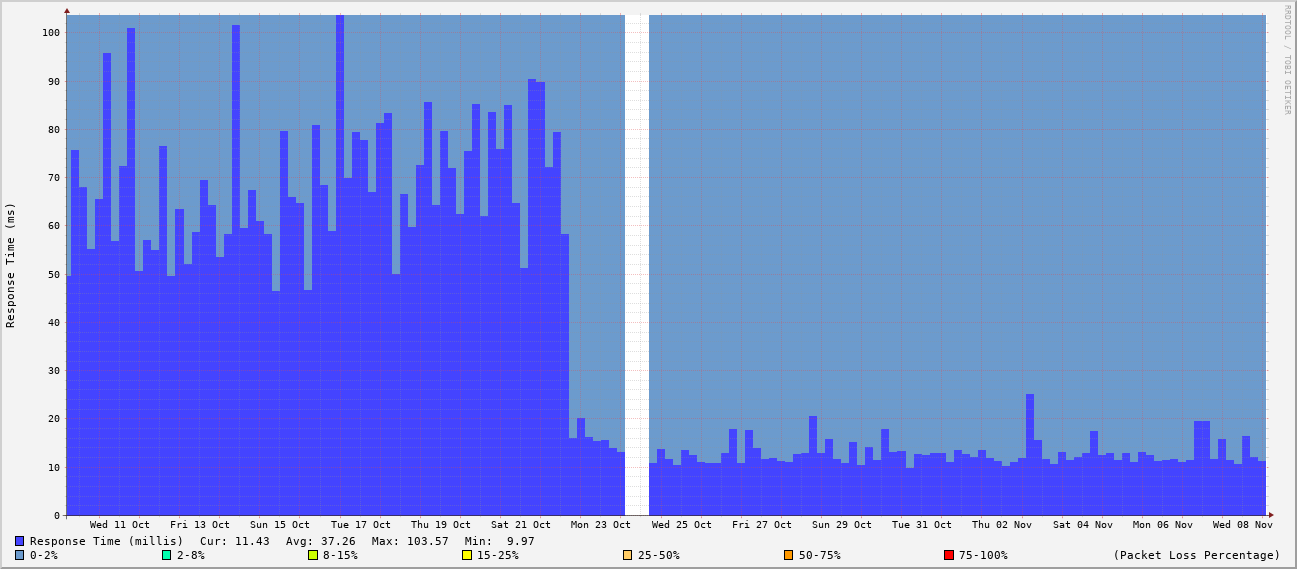 RRDTOOL / TOBI OETIKER
Response Time (ms)
100
90
80
70
60
50
40
30
20
10
0
Wed 11 Oct Fri 13 Oct Sun 15 Oct Tue 17 Oct Thu 19 Oct Sat 21 Oct Mon 23 Oct Wed 25 Oct Fri 27 Oct Sun 29 Oct Tue 31 Oct Thu 02 Nov Sat 04 Nov Mon 06 Nov Wed 08 Nov
Response Time (millis) Cur: 11.43 Avg: 37.26 Max: 103.57 Min: 9.97
0-2% 2-8% 8-15% 15-25% 25-50% 50-75% 75-100% (Packet Loss Percentage)